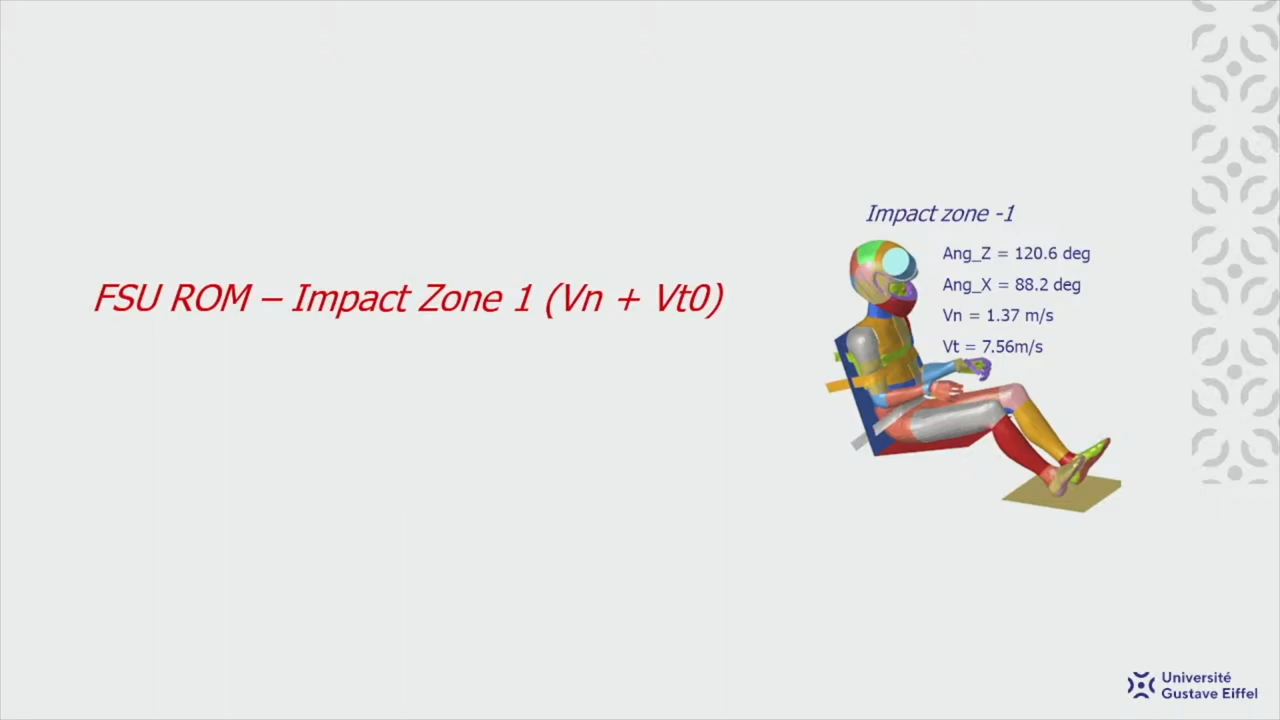 Impact zone -1
Ang_Z = 120.6 deg
Ang_X = 88.2 deg
FSU ROM – Impact Zone 1 (Vn + Vt0)
Vn = 1.37 m/s
Vt = 7.56m/s
Université
Gustave Eiffel